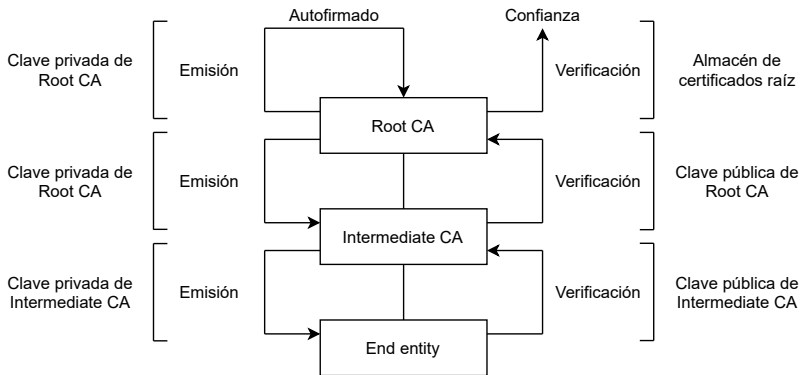 Autofirmado
Confianza
Clave privada de
Root CA
Emisión
Verificación
Almacén de
certificados raíz
Root CA
Clave privada de
Root CA
Emisión
Verificación
Clave pública de
Root CA
Intermediate CA
Clave privada de
Intermediate CA
Emisión
Verificación
Clave pública de
Intermediate CA
End entity